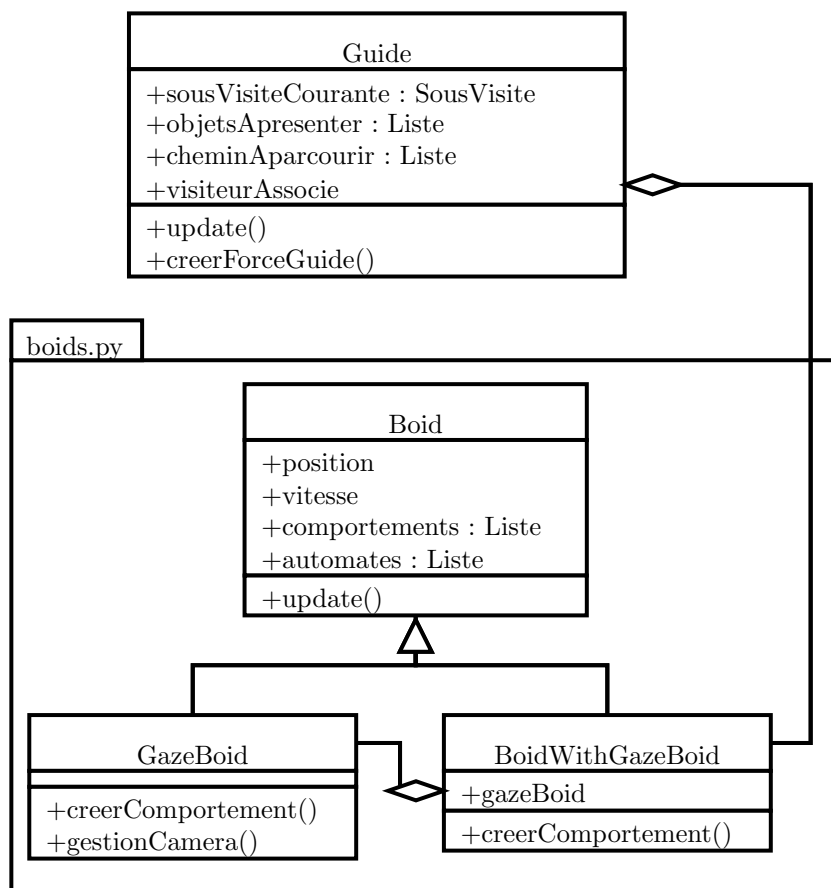 Guide
+sousVisiteCourante : SousVisite
+objetsApresenter : Liste
+cheminAparcourir : Liste
+visiteurAssocie
+update()
+creerForceGuide()
boids.py
Boid
+position
+vitesse
+comportements : Liste
+automates : Liste
+update()
GazeBoid
+creerComportement()
+gestionCamera()
BoidWithGazeBoid
+gazeBoid
+creerComportement()